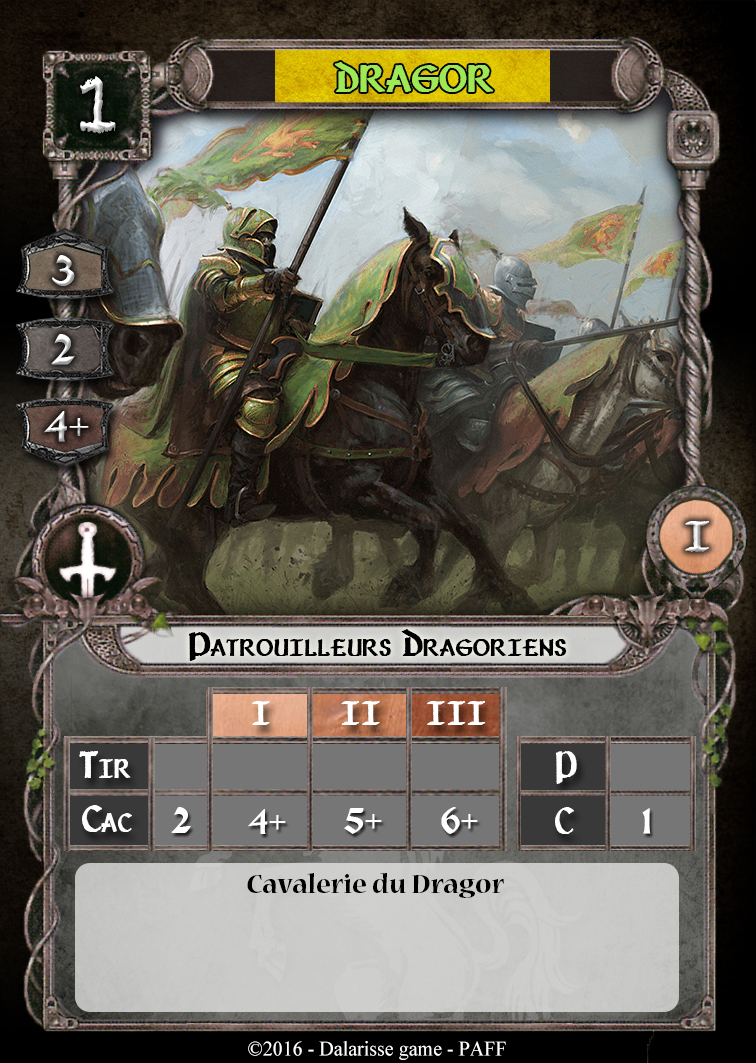 DRAGOR
1
3
2
4+
I
Patrouilleurs Dragoriens
I II III
Tir P
Cac 2 4+ 5+ 6+ C 1
Cavalerie du Dragor
©2016 - Dalarisse game - PAFF